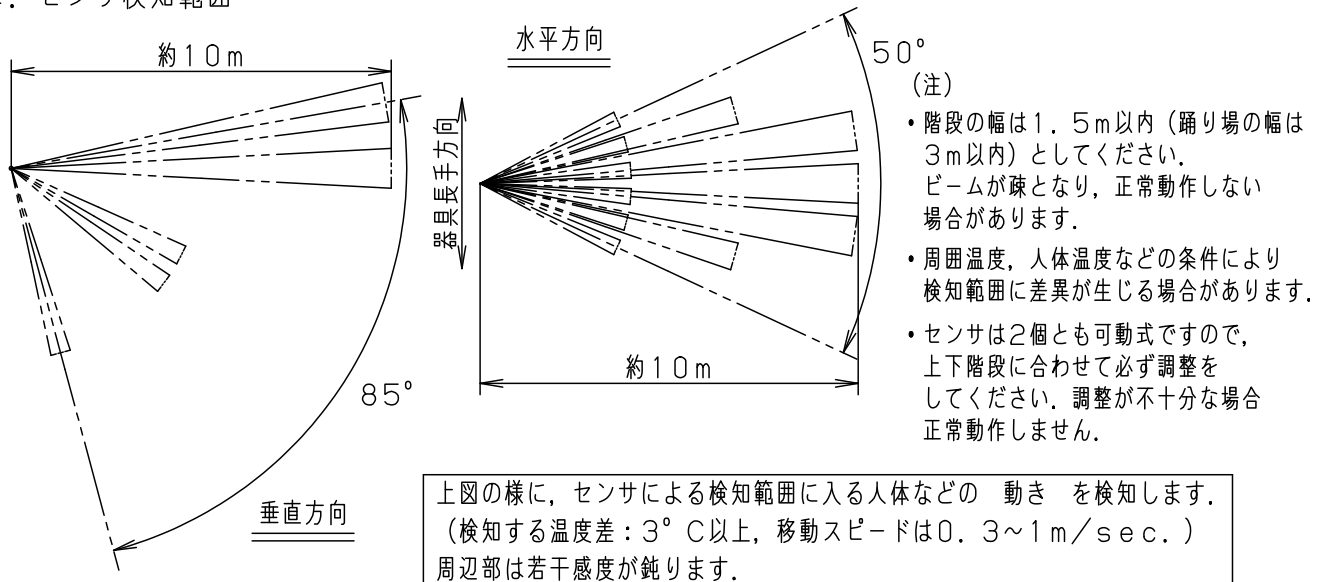 センサ検知範囲
約10m
85°
垂直方向
水平方向
50°
器具長手方向
約10m
(注)
・階段の幅は1．5m以内（踊り場の幅は
3m以内）としてください．
ビームが疎となり，正常動作しない
場合があります．
・周囲温度，人体温度などの条件により
検知範囲に差異が生じる場合があります．
・センサは2個とも可動式ですので，
上下階段に合わせて必ず調整を
してください．調整が不十分な場合
正常動作しません．
上図の様に，センサによる検知範囲に入る人体などの　動き　を検知します．
（検知する温度差：3°C以上，移動スピードは0．3～1m／sec．）
周辺部は若干感度が鈍ります．